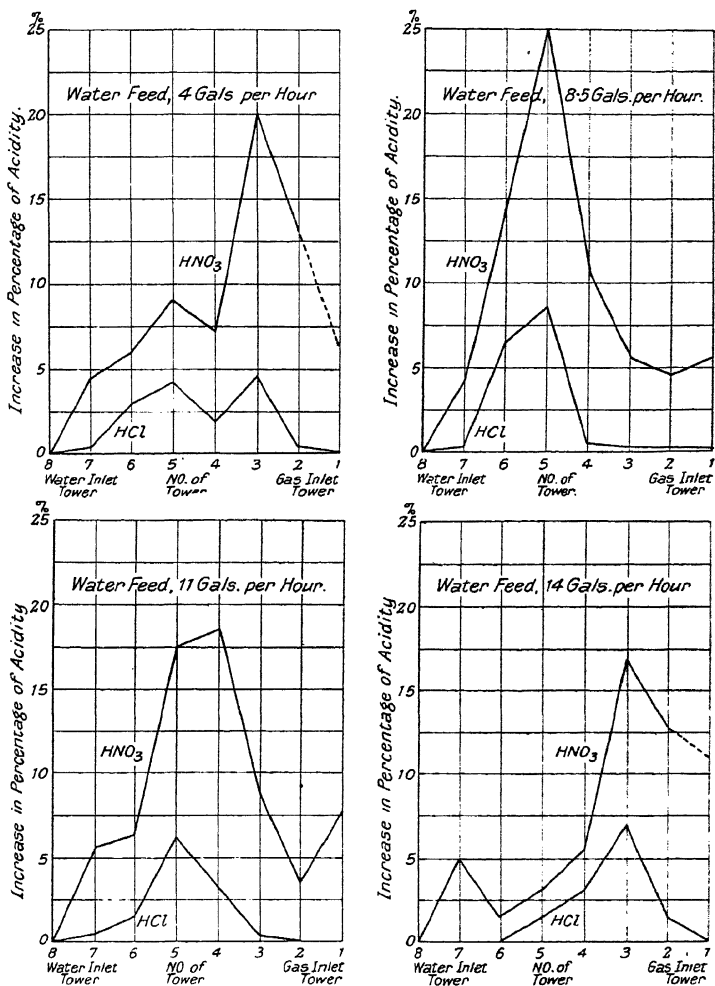 %
25
Water Feed, 4 Gals per Hour
20
15
10
5
0
Increase in Percentage of Acidity.
HNO3
HCl
8 7 6 5 4 3 2 1
Water Inlet Tower
NO. of Tower
Gas Inlet Tower
%
25
Water Feed, 8·5 Gals. per Hour.
20
15
10
5
0
Increase in Percentage of Acidity.
HNO3
HCl
8 7 6 5 4 3 2 1
Water Inlet Tower
NO. of Tower.
Gas Inlet Tower
%
25
Water Feed, 11 Gals. per Hour.
20
15
10
5
0
Increase in Percentage of Acidity
HNO3
HCl
8 7 6 5 4 3 2 1
Water Inlet Tower
NO of Tower
Gas Inlet Tower
%
25
Water Feed, 14 Gals. per Hour
20
15
10
5
0
Increase in Percentage of Acidity
HNO3
HCl
8 7 6 5 4 3 2 1
Water Inlet Tower
NO. of Tower
Gas Inlet Tower